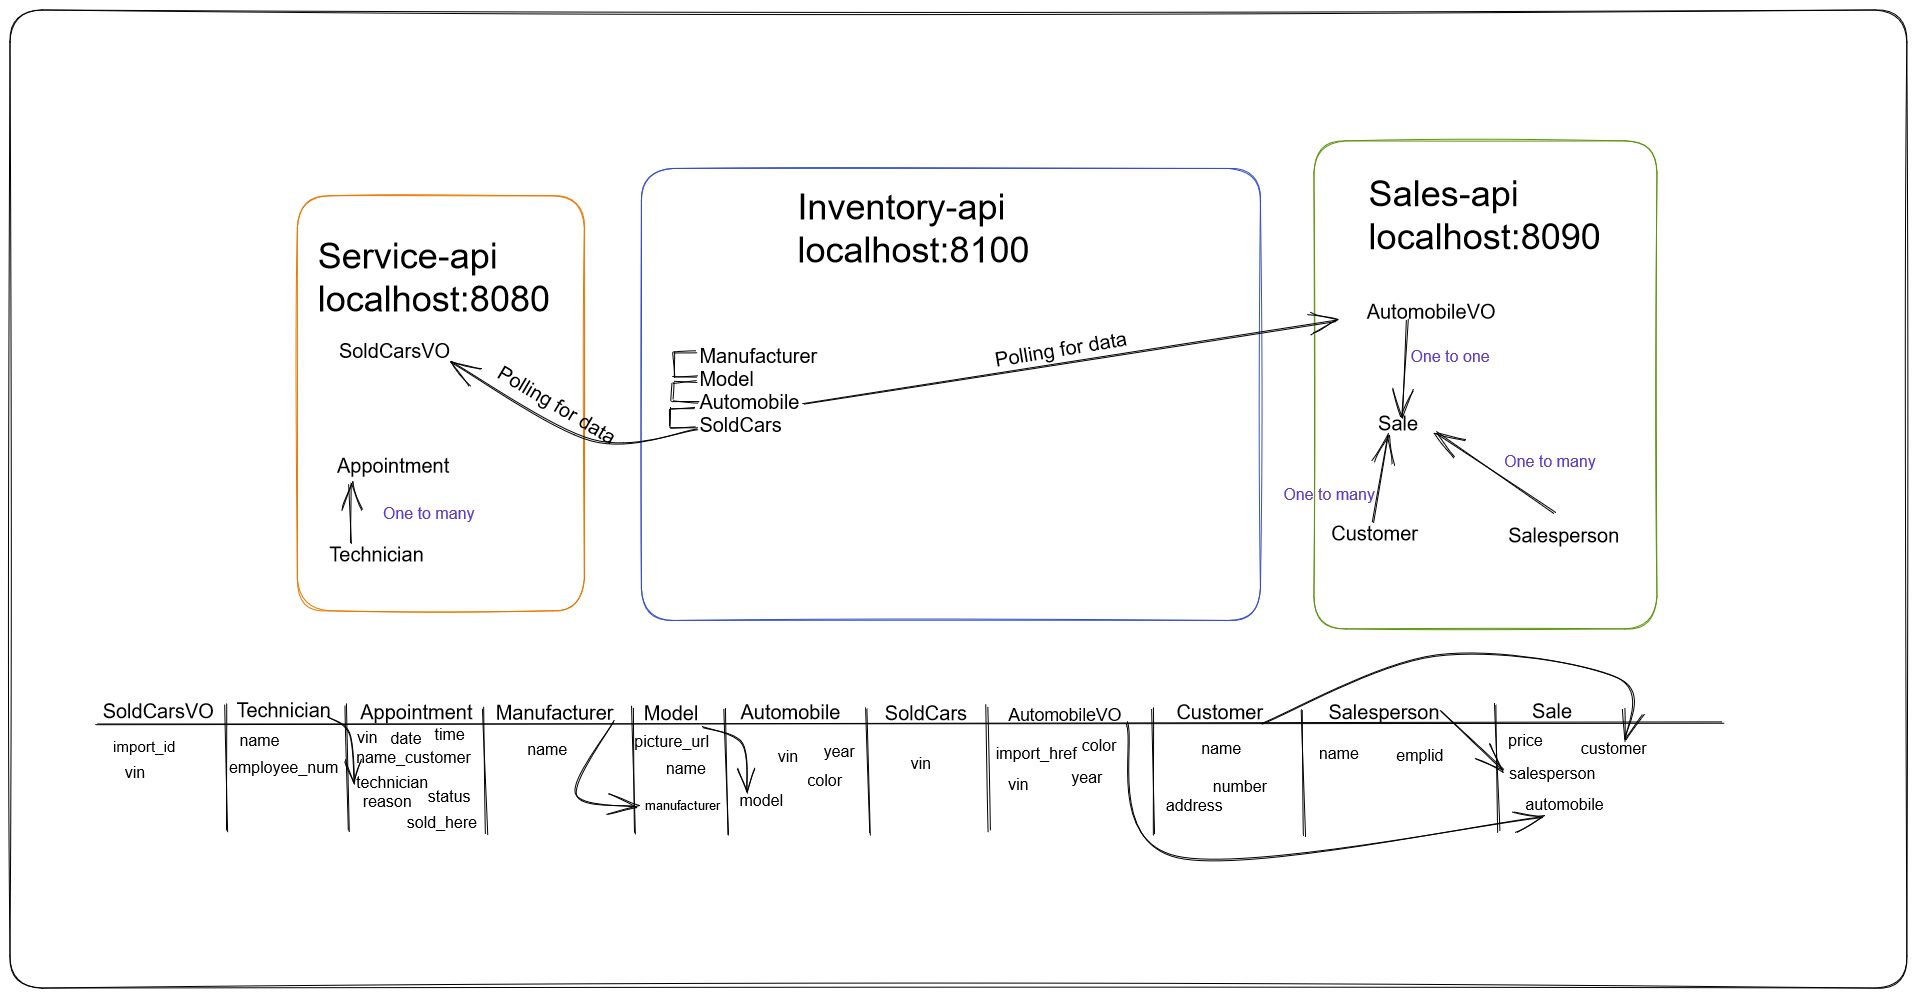 Service-api
localhost:8080
SoldCarsVO
Polling for data
Appointment
One to many
Technician
Inventory-api
localhost:8100
Manufacturer
Model
Automobile
SoldCars
Polling for data
Sales-api
localhost:8090
AutomobileVO
One to one
Sale
One to many
One to many
Customer
Salesperson
SoldCarsVO
import_id
vin
Technician
name
employee_num
Appointment
vin date time
name_customer
technician
reason status
sold_here
Manufacturer
name
Model
picture_url
name
manufacturer
Automobile
vin year
color
model
SoldCars
vin
AutomobileVO
import_href color
vin year
Customer
name
number
address
Salesperson
name emplid
Sale
price
customer
salesperson
automobile